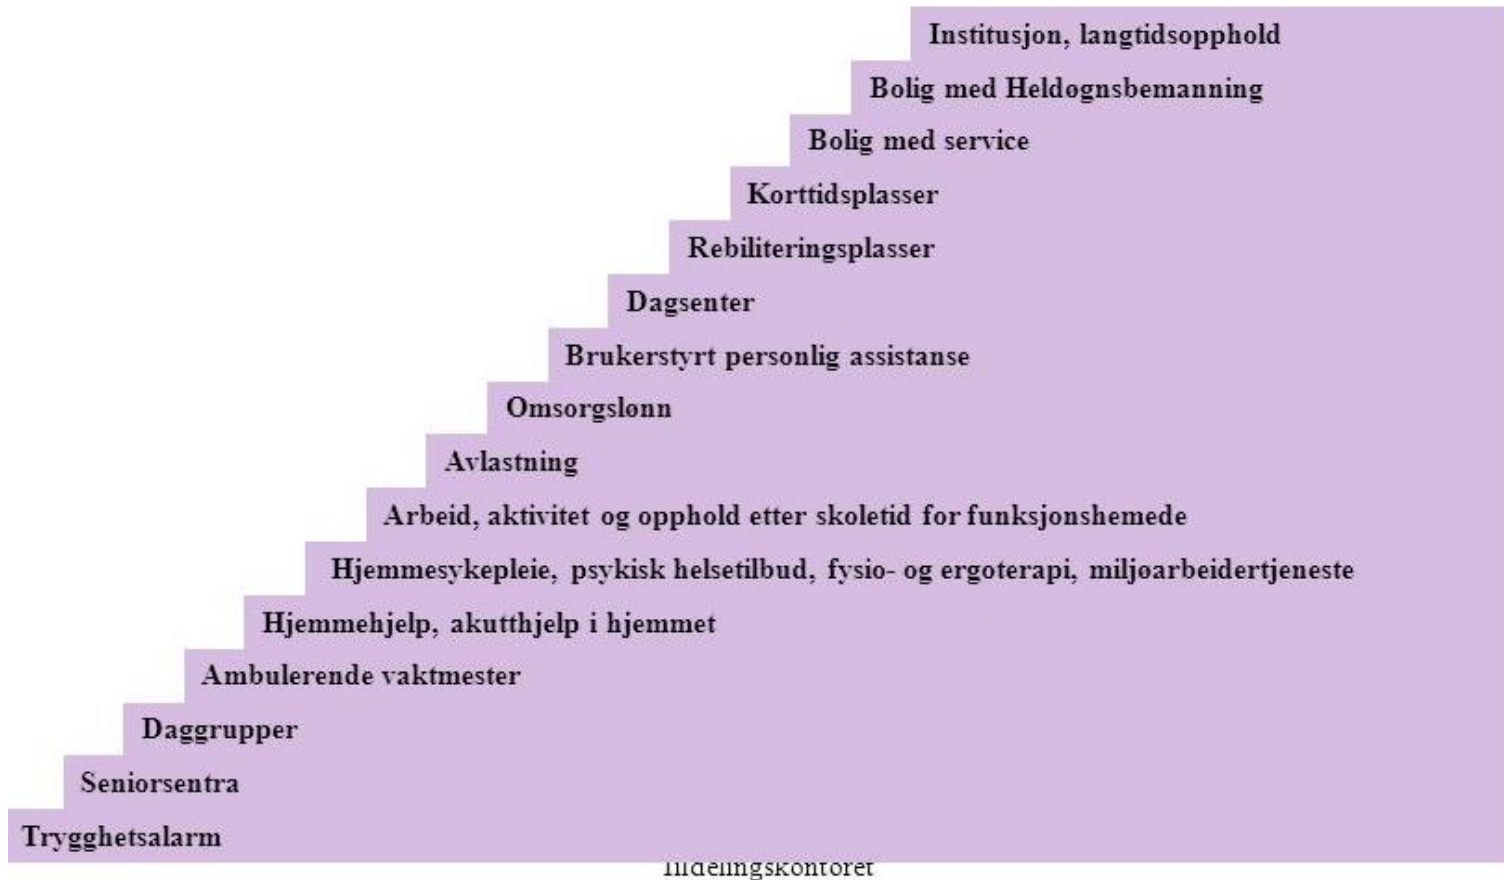 Institusjon, langtidsopphold
Bolig med Heldøgnsbemanning
Bolig med service
Korttidsplasser
Rebiliteringsplasser
Dagsenter
Brukerstyrt personlig assistanse
Omsorgslønn
Avlastning
Arbeid, aktivitet og opphold etter skoletid for funksjonshemede
Hjemmesykepleie, psykisk helsetilbud, fysio- og ergoterapi, miljøarbeidertjeneste
Hjemmehjelp, akutthjelp i hjemmet
Ambulerende vaktmester
Daggrupper
Seniorsentra
Trygghetsalarm
Tildelingskontoret